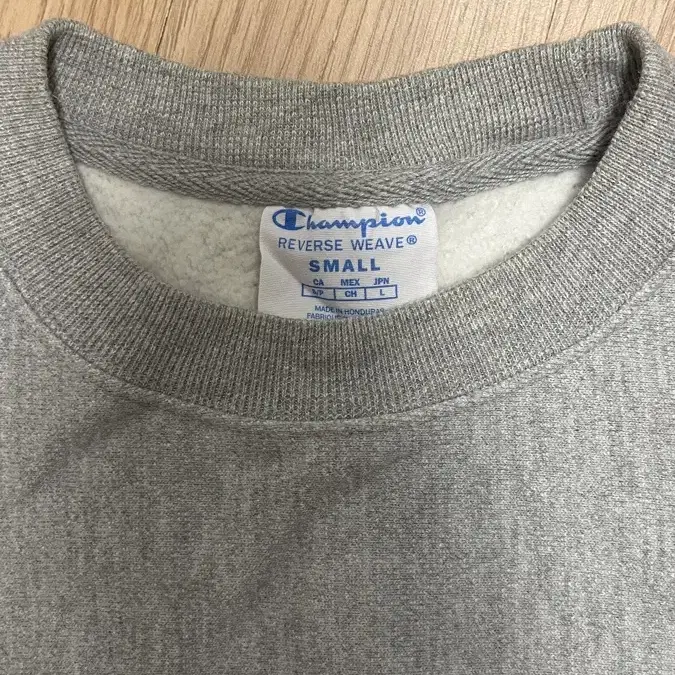 Champion®
REVERSE WEAVE®
SMALL
CA MEX JPN
S/P CH L
MADE IN HONDURAS